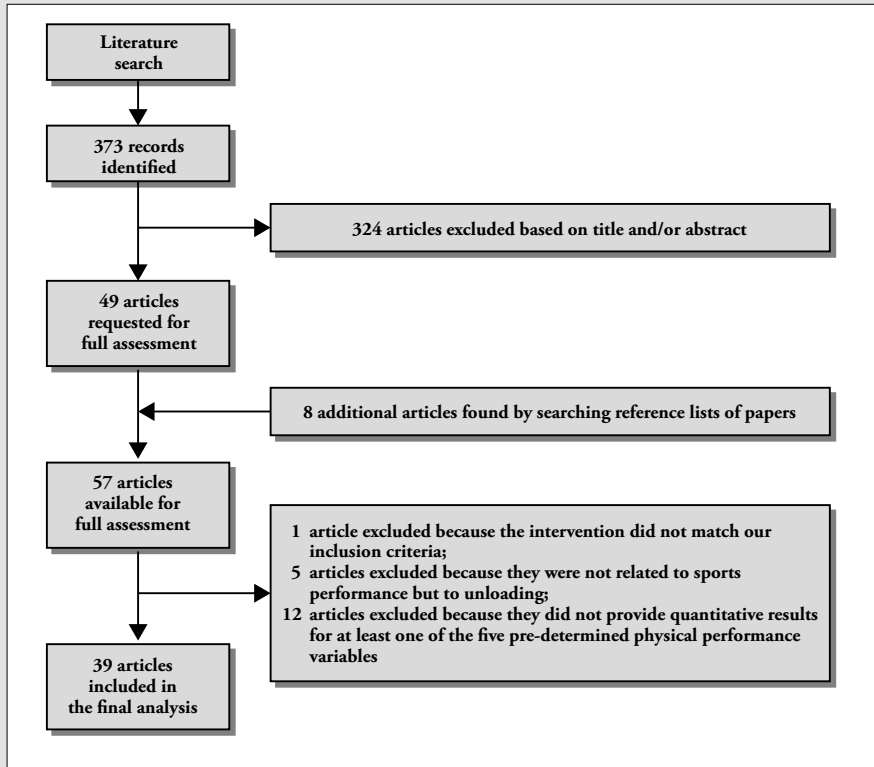 Literature
search
373 records
identified
324 articles excluded based on title and/or abstract
49 articles
requested for
full assessment
8 additional articles found by searching reference lists of papers
57 articles
available for
full assessment
1 article excluded because the intervention did not match our
inclusion criteria;
5 articles excluded because they were not related to sports
performance but to unloading;
12 articles excluded because they did not provide quantitative results
for at least one of the five pre-determined physical performance
variables
39 articles
included in
the final analysis